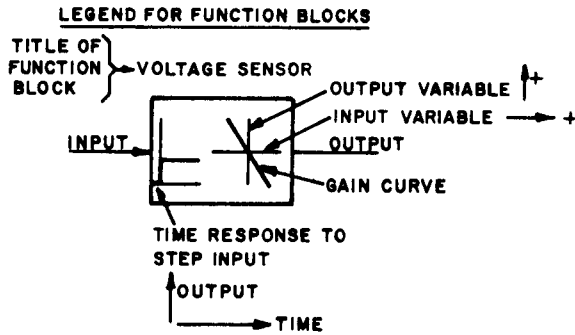 LEGEND FOR FUNCTION BLOCKS
TITLE OF
FUNCTION
BLOCK
VOLTAGE SENSOR
OUTPUT VARIABLE +
INPUT VARIABLE +
INPUT
OUTPUT
GAIN CURVE
TIME RESPONSE TO
STEP INPUT
OUTPUT
TIME